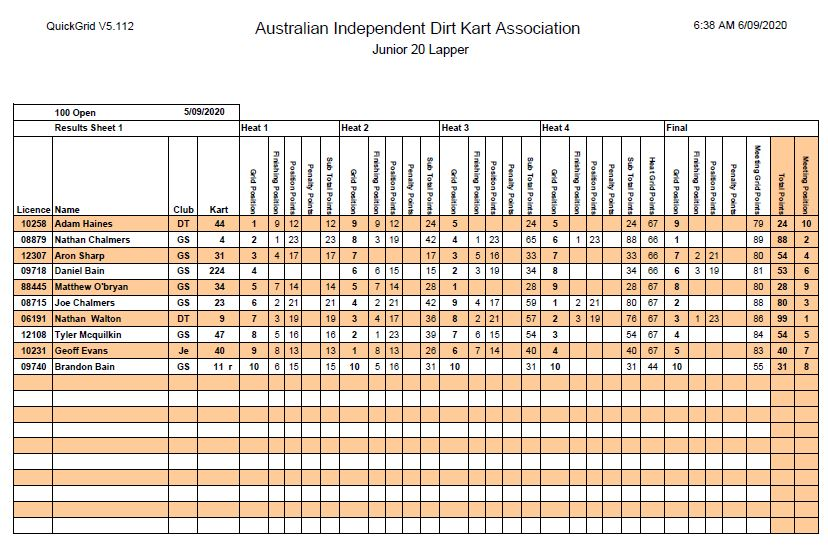 QuickGrid V5.112
Australian Independent Dirt Kart Association
6:38 AM 6/09/2020
Junior 20 Lapper
100 Open 5/09/2020
Results Sheet 1 Heat 1 Heat 2 Heat 3 Heat 4 Final
Licence Name Club Kart Grid Position Finishing Position Position Points Penalty Points Sub Total Points Grid Position Finishing Position Position Points Penalty Points Sub Total Points Grid Position Finishing Position Position Points Penalty Points Sub Total Points Grid Position Finishing Position Position Points Penalty Points Sub Total Points Heat Grid Points Grid Position Finishing Position Position Points Penalty Points Meeting Grid Points Total Points Meeting Position
10258 Adam Haines DT 44 1 9 12 12 9 9 12 24 5 24 5 24 67 9 79 24 10
08879 Nathan Chalmers GS 4 2 1 23 23 8 3 19 42 4 1 23 65 6 1 23 88 66 1 89 88 2
12307 Aron Sharp GS 31 3 4 17 17 7 17 3 5 16 33 7 33 66 7 2 21 80 54 4
09718 Daniel Bain GS 224 4 6 6 15 15 2 3 19 34 8 34 66 6 3 19 81 53 6
88445 Matthew O'bryan GS 34 5 7 14 14 5 7 14 28 1 28 9 28 67 8 80 28 9
08715 Joe Chalmers GS 23 6 2 21 21 4 2 21 42 9 4 17 59 1 2 21 80 67 2 88 80 3
06191 Nathan Walton DT 9 7 3 19 19 3 4 17 36 8 2 21 57 2 3 19 76 67 3 1 23 86 99 1
12108 Tyler Mcquilkin GS 47 8 5 16 16 2 1 23 39 7 6 15 54 3 54 67 4 84 54 5
10231 Geoff Evans Je 40 9 8 13 13 1 8 13 26 6 7 14 40 4 40 67 5 83 40 7
09740 Brandon Bain GS 11 r 10 6 15 15 10 5 16 31 10 31 10 31 44 10 55 31 8